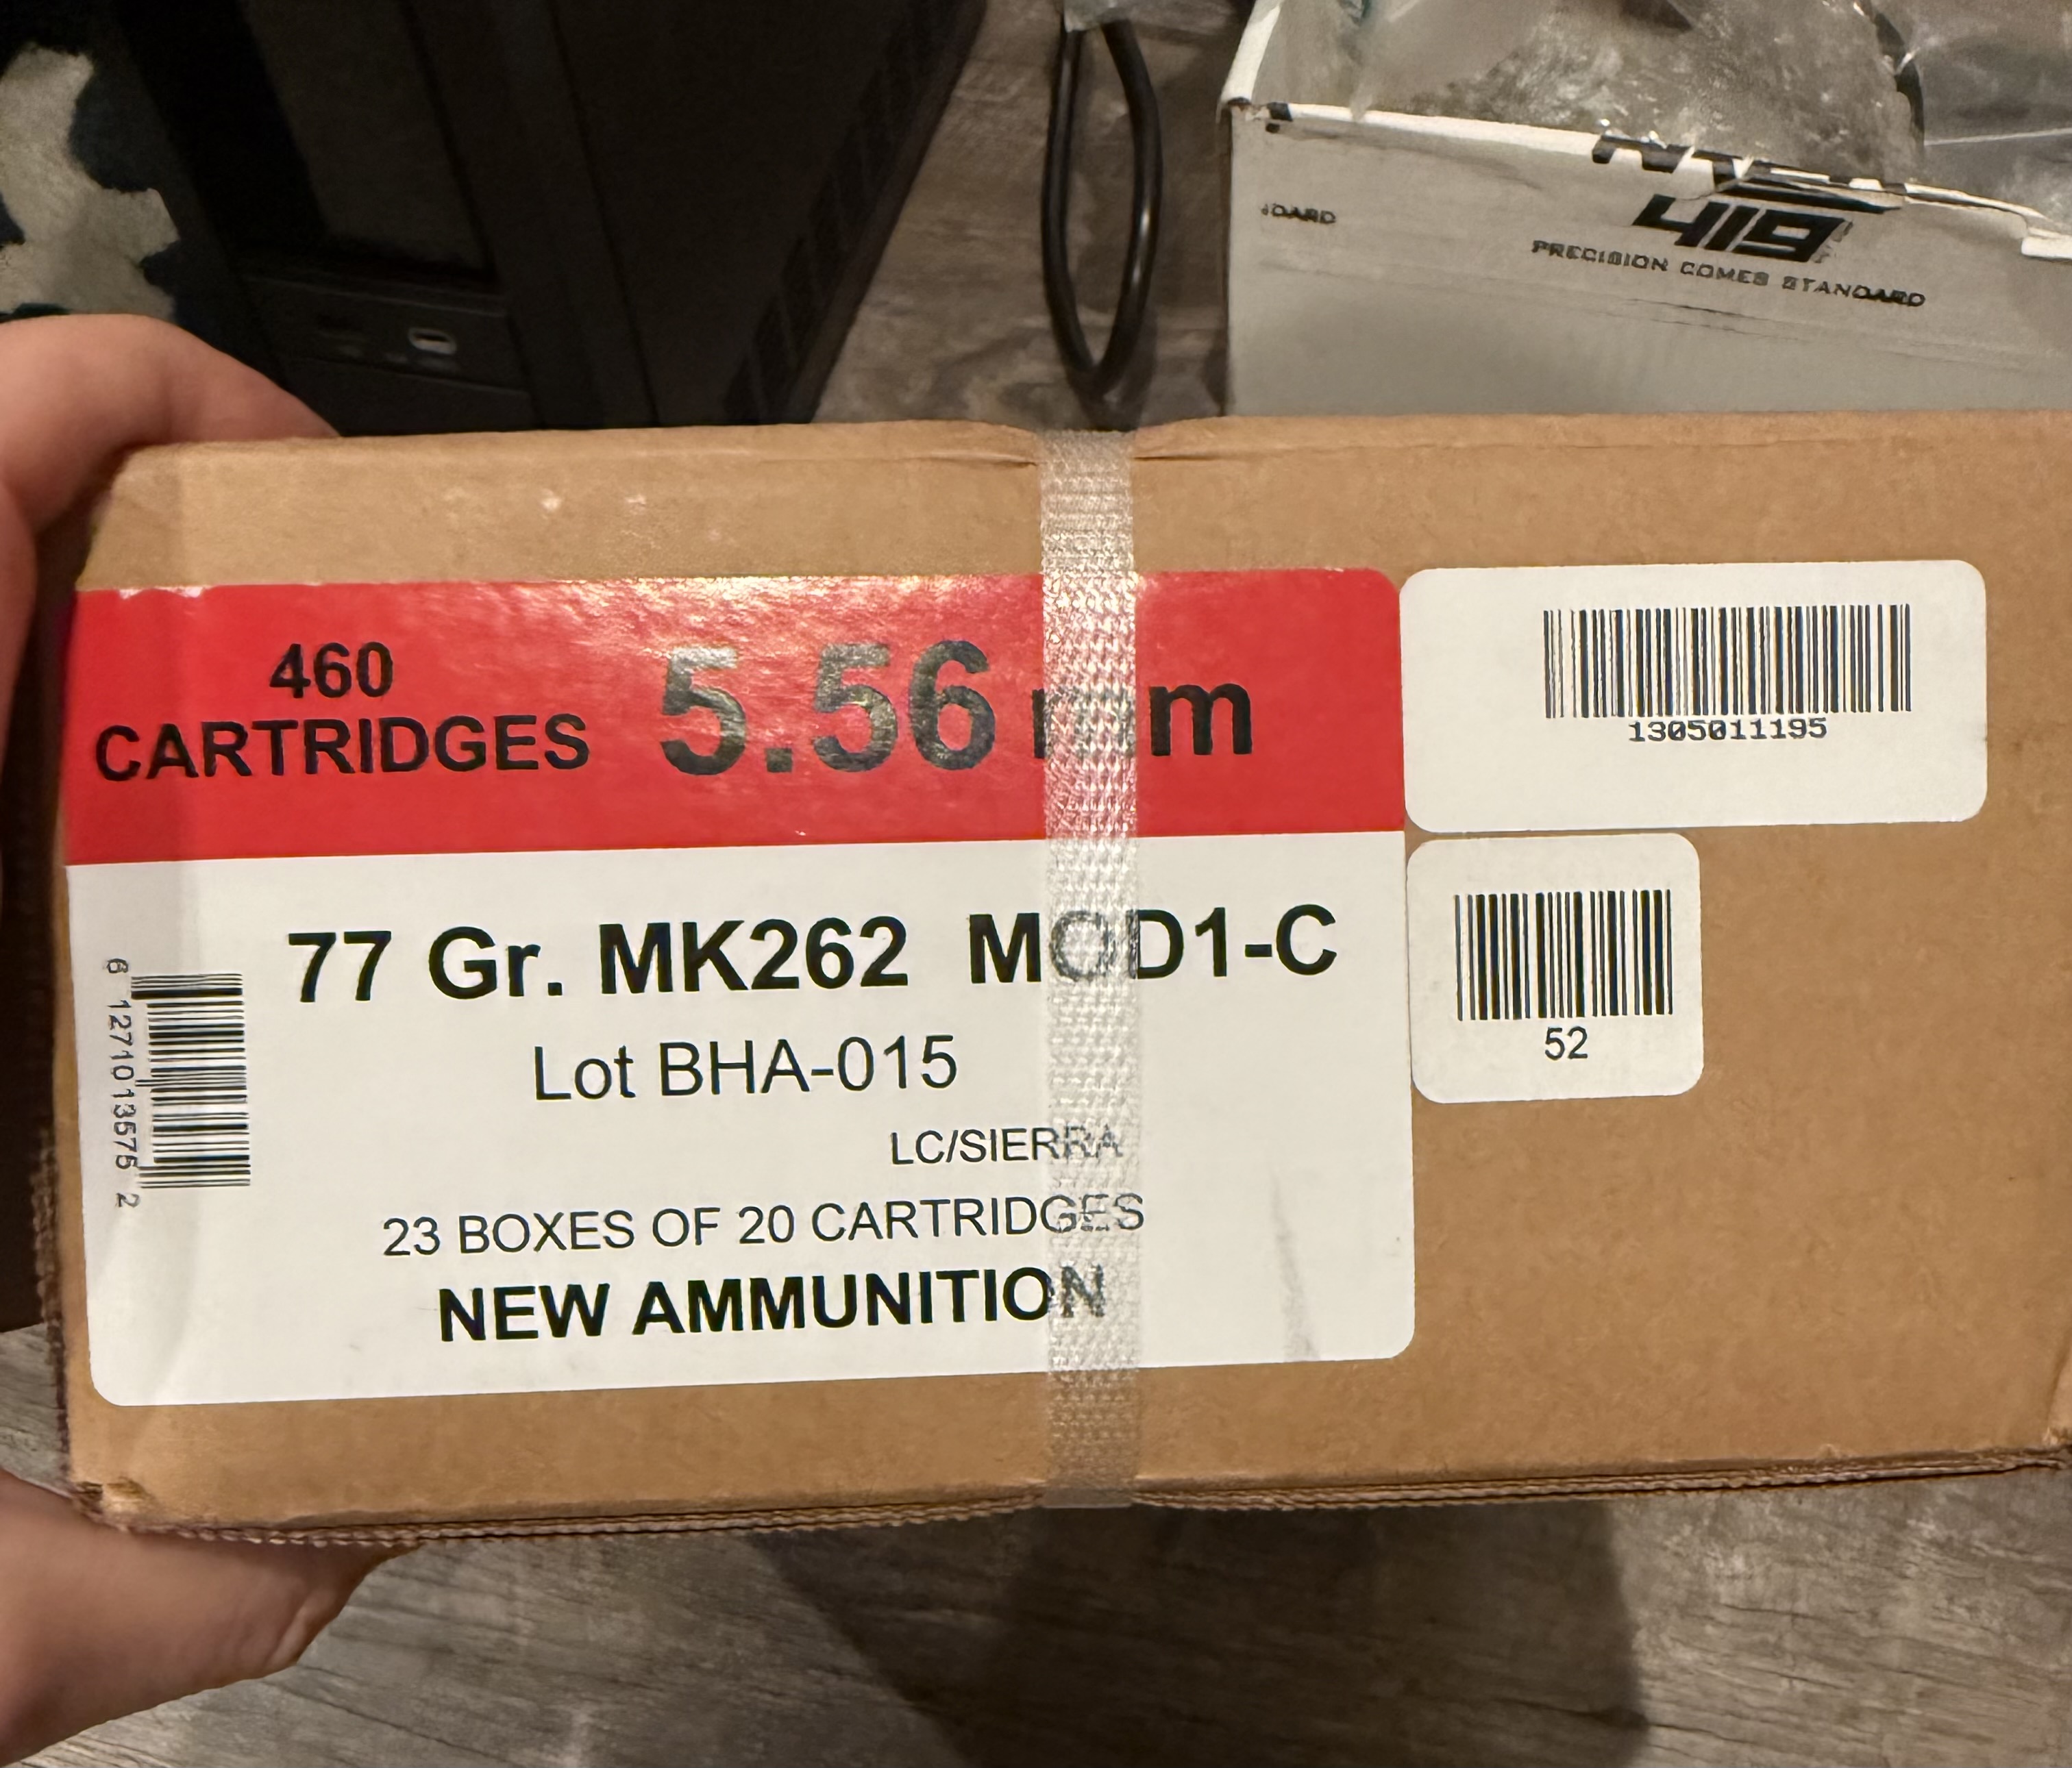 419
PRECISION COMES STANDARD
460
CARTRIDGES
5.56 mm
77 Gr. MK262 MOD1-C
Lot BHA-015
LC/SIERRA
23 BOXES OF 20 CARTRIDGES
NEW AMMUNITION
6 12710 13575 2
1305011195
52